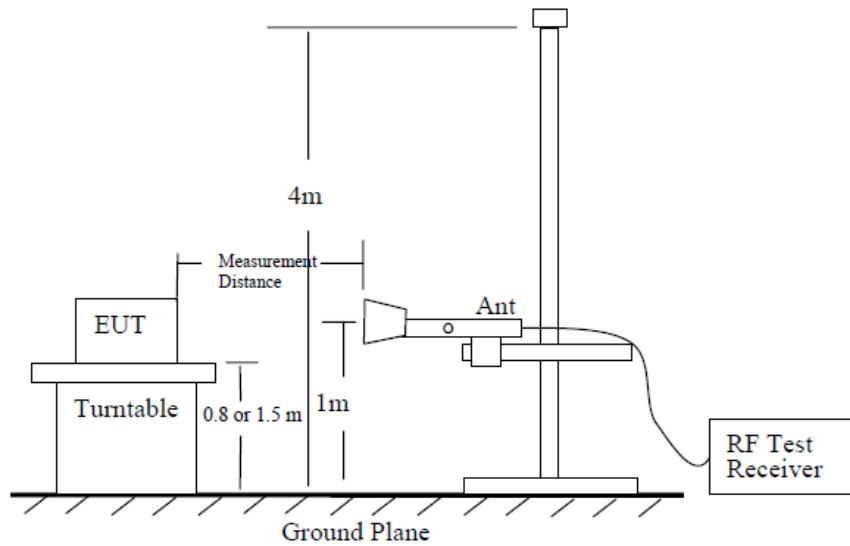 4m
Measurement
Distance
EUT
Ant
Turntable
0.8 or 1.5 m
1m
RF Test
Receiver
Ground Plane